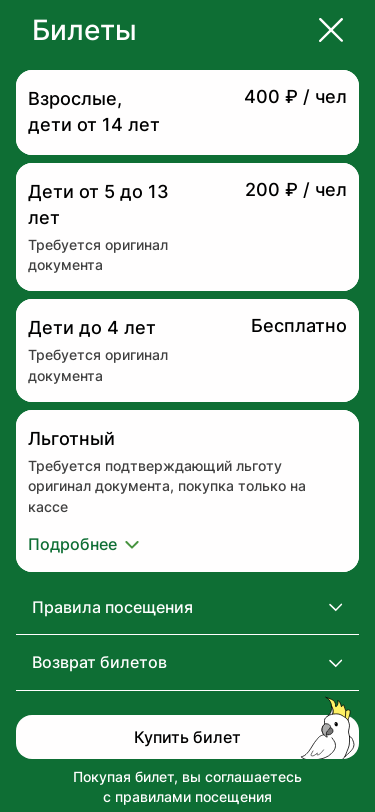 Билеты
Взрослые,
дети от 14 лет
400 ₽ / чел
Дети от 5 до 13
лет
200 ₽ / чел
Требуется оригинал
документа
Дети до 4 лет
Бесплатно
Требуется оригинал
документа
Льготный
Требуется подтверждающий льготу
оригинал документа, покупка только на
кассе
Подробнее
Правила посещения
Возврат билетов
Купить билет
Покупая билет, вы соглашаетесь
с правилами посещения